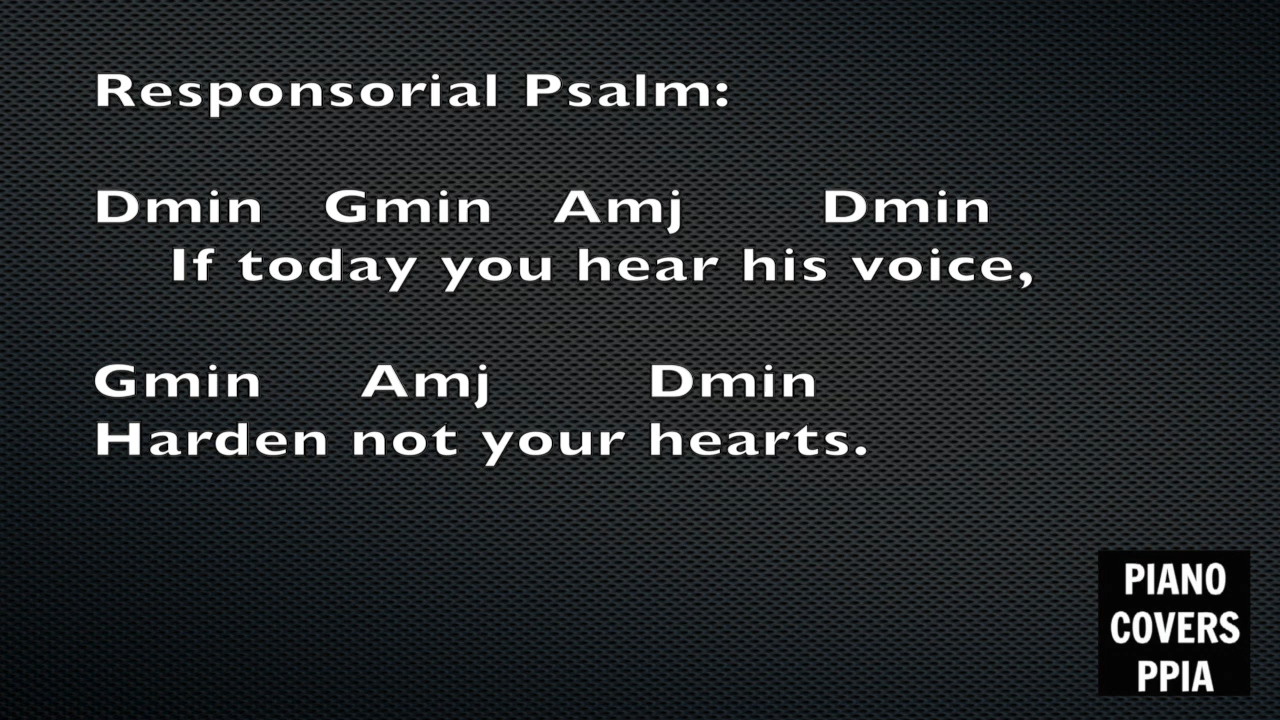 Responsorial Psalm:
Dmin Gmin Amj Dmin
If today you hear his voice,
Gmin Amj Dmin
Harden not your hearts.
PIANO
COVERS
PPIA